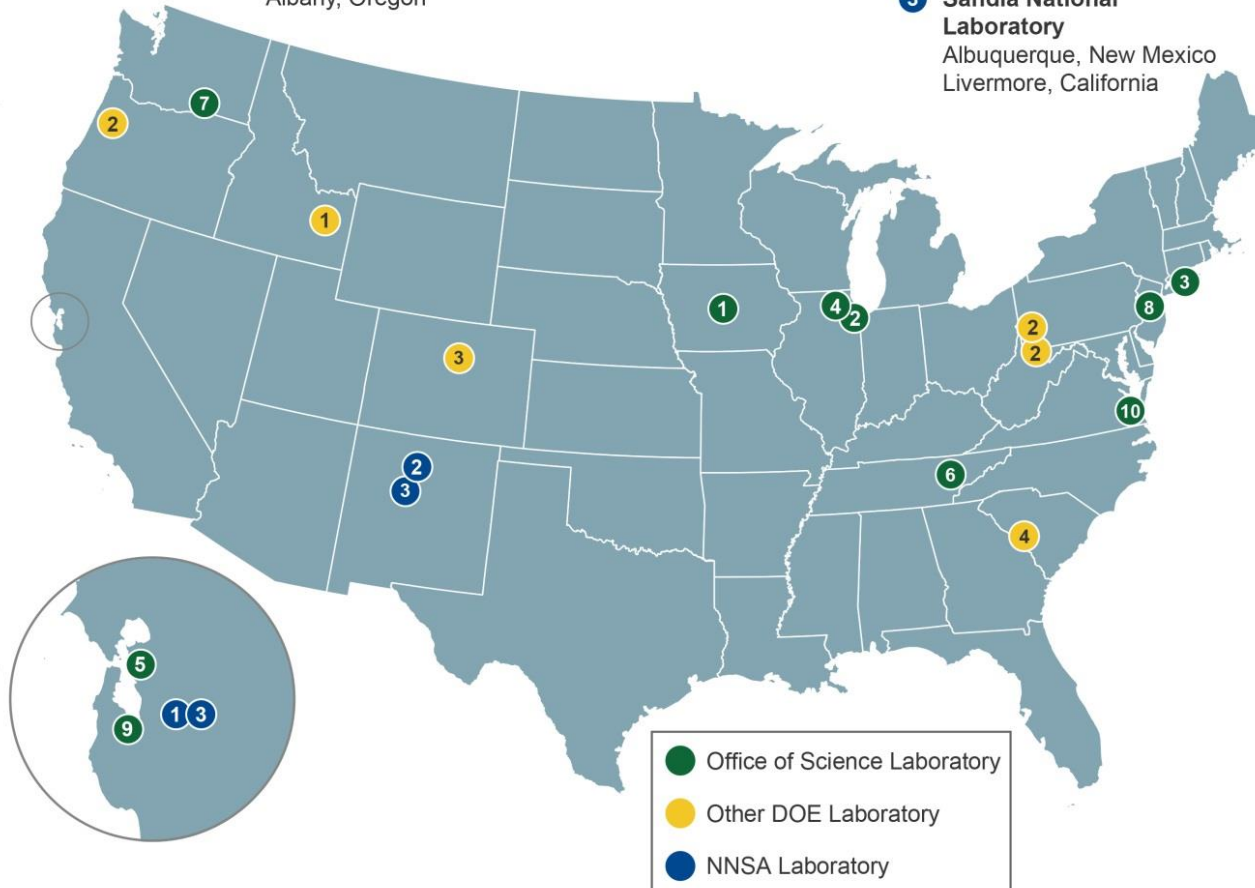 Albany, Oregon
3 Sandia National
Laboratory
Albuquerque, New Mexico
Livermore, California
7
2
1
3
1
4
2
3
8
2
2
10
2
3
6
4
5
1 3
9
Office of Science Laboratory
Other DOE Laboratory
NNSA Laboratory